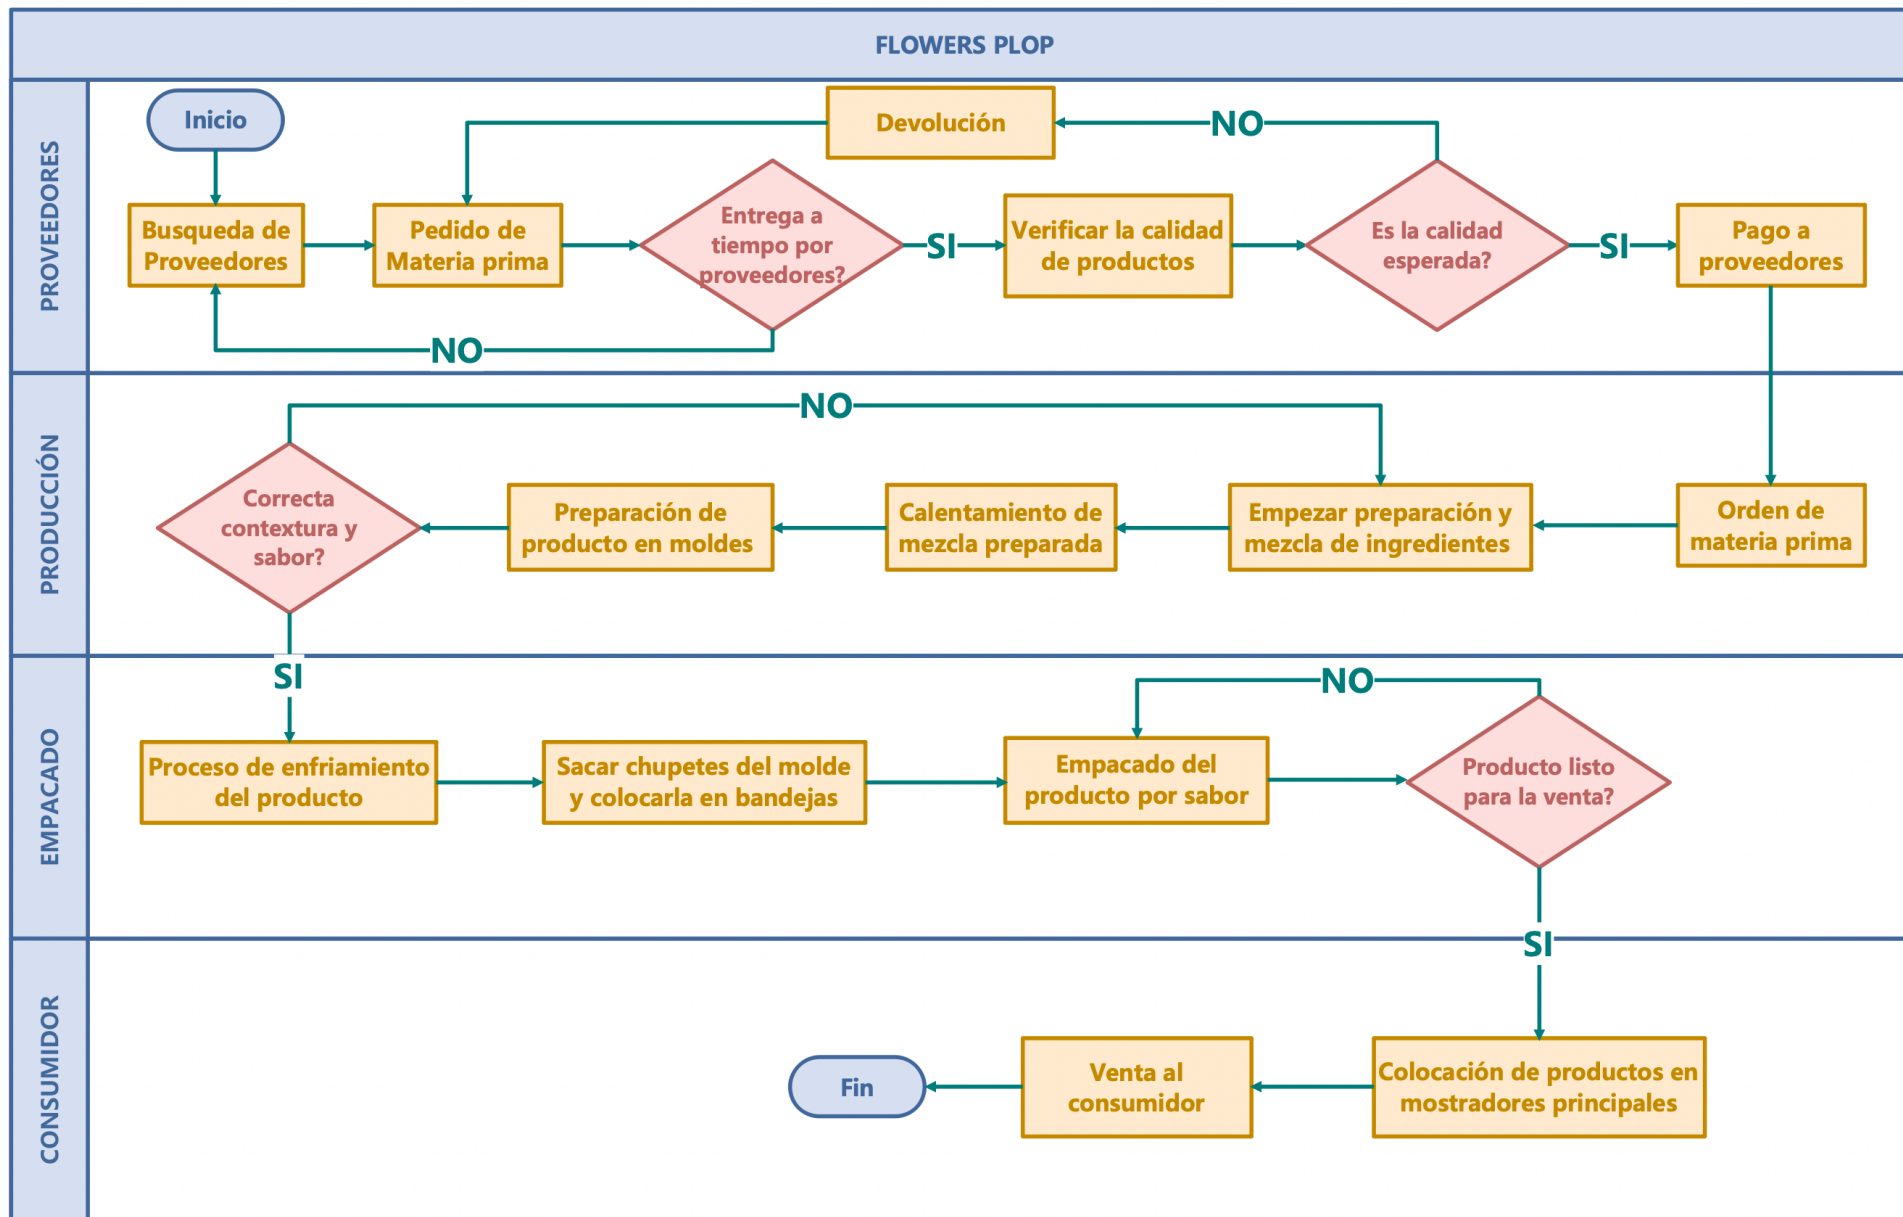 FLOWERS PLOP
PROVEEDORES
Inicio
Devolución
NO
Busqueda de
Proveedores
Pedido de
Materia prima
Entrega a
tiempo por
proveedores?
SI
Verificar la calidad
de productos
Es la calidad
esperada?
SI
Pago a
proveedores
NO
PRODUCCIÓN
NO
Correcta
contextura y
sabor?
Preparación de
producto en moldes
Calentamiento de
mezcla preparada
Empezar preparación y
mezcla de ingredientes
Orden de
materia prima
SI
EMPACADO
NO
Proceso de enfriamiento
del producto
Sacar chupetes del molde
y colocarla en bandejas
Empacado del
producto por sabor
Producto listo
para la venta?
SI
CONSUMIDOR
Fin
Venta al
consumidor
Colocación de productos en
mostradores principales